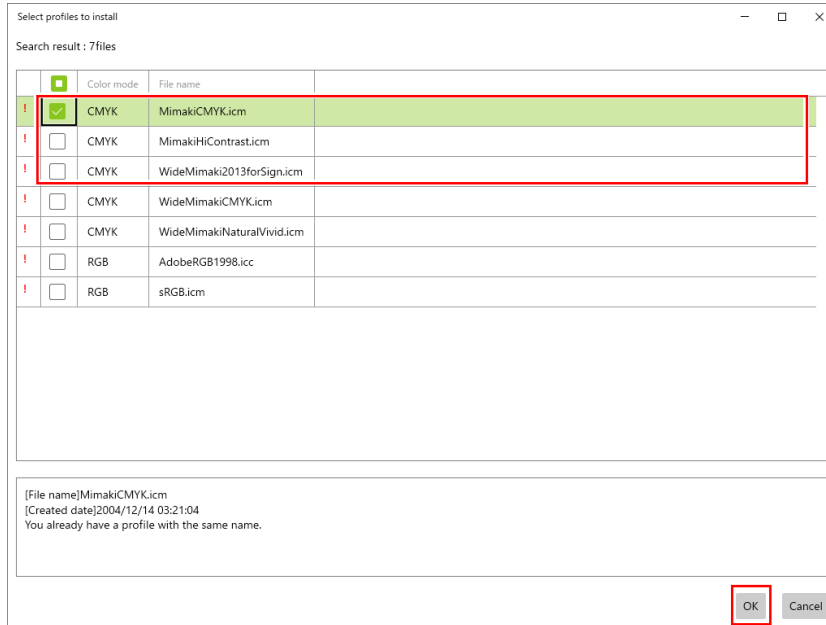 Select profiles to install
Search result : 7files
Color mode File name
! CMYK MimakiCMYK.icm
! CMYK MimakiHiContrast.icm
! CMYK WideMimaki2013forSign.icm
! CMYK WideMimakiCMYK.icm
! CMYK WideMimakiNaturalVivid.icm
! RGB AdobeRGB1998.icc
! RGB sRGB.icm
[File name]MimakiCMYK.icm
[Created date]2004/12/14 03:21:04
You already have a profile with the same name.
OK Cancel